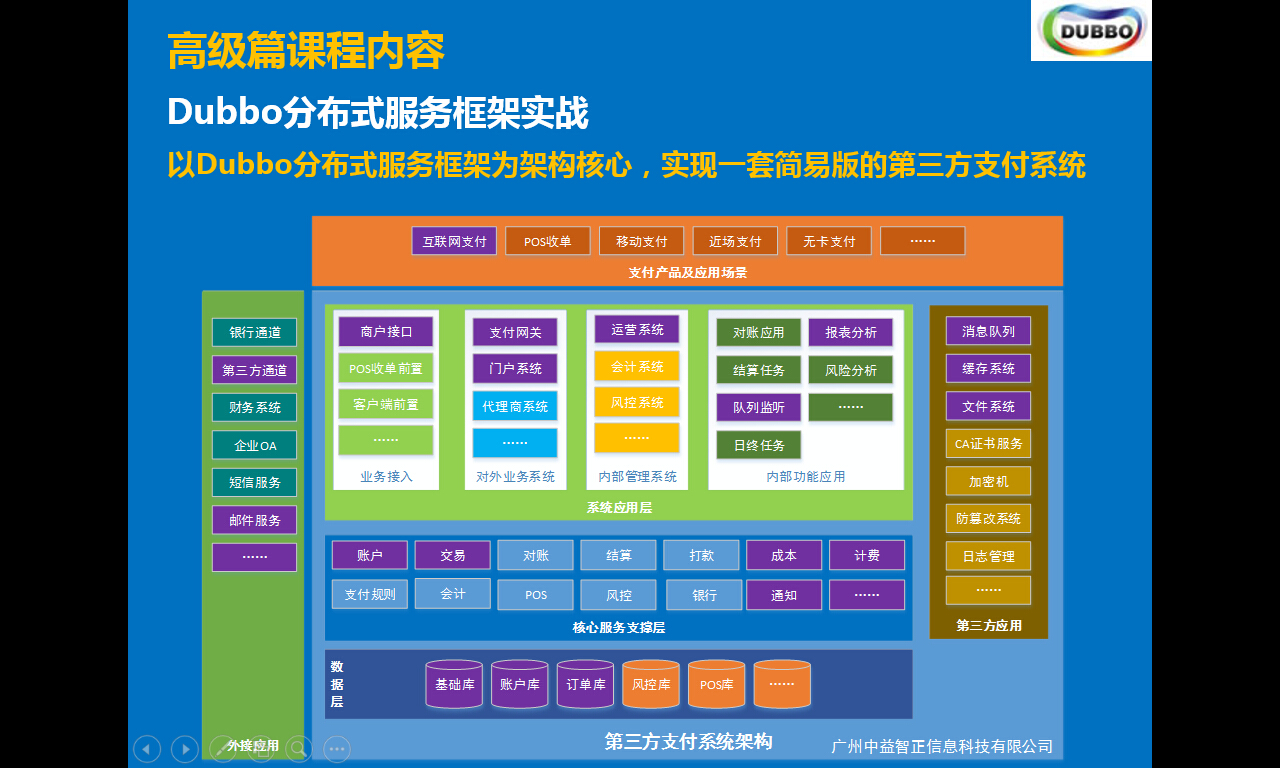 高级篇课程内容
DUBBO
Dubbo分布式服务框架实战
以Dubbo分布式服务框架为架构核心，实现一套简易版的第三方支付系统
互联网支付 POS收单 移动支付 近场支付 无卡支付 ······
支付产品及应用场景
银行通道
第三方通道
财务系统
企业OA
短信服务
邮件服务
······
外接应用
商户接口
POS收单前置
客户端前置
······
业务接入
支付网关
门户系统
代理商系统
······
对外业务系统
运营系统
会计系统
风控系统
······
内部管理系统
对账应用 报表分析
结算任务 风险分析
队列监听 ······
日终任务
内部功能应用
系统应用层
账户 交易 对账 结算 打款 成本 计费
支付规则 会计 POS 风控 银行 通知 ······
核心服务支撑层
数据层
基础库 账户库 订单库 风控库 POS库 ······
消息队列
缓存系统
文件系统
CA证书服务
加密机
防篡改系统
日志管理
······
第三方应用
第三方支付系统架构
广州中益智正信息科技有限公司